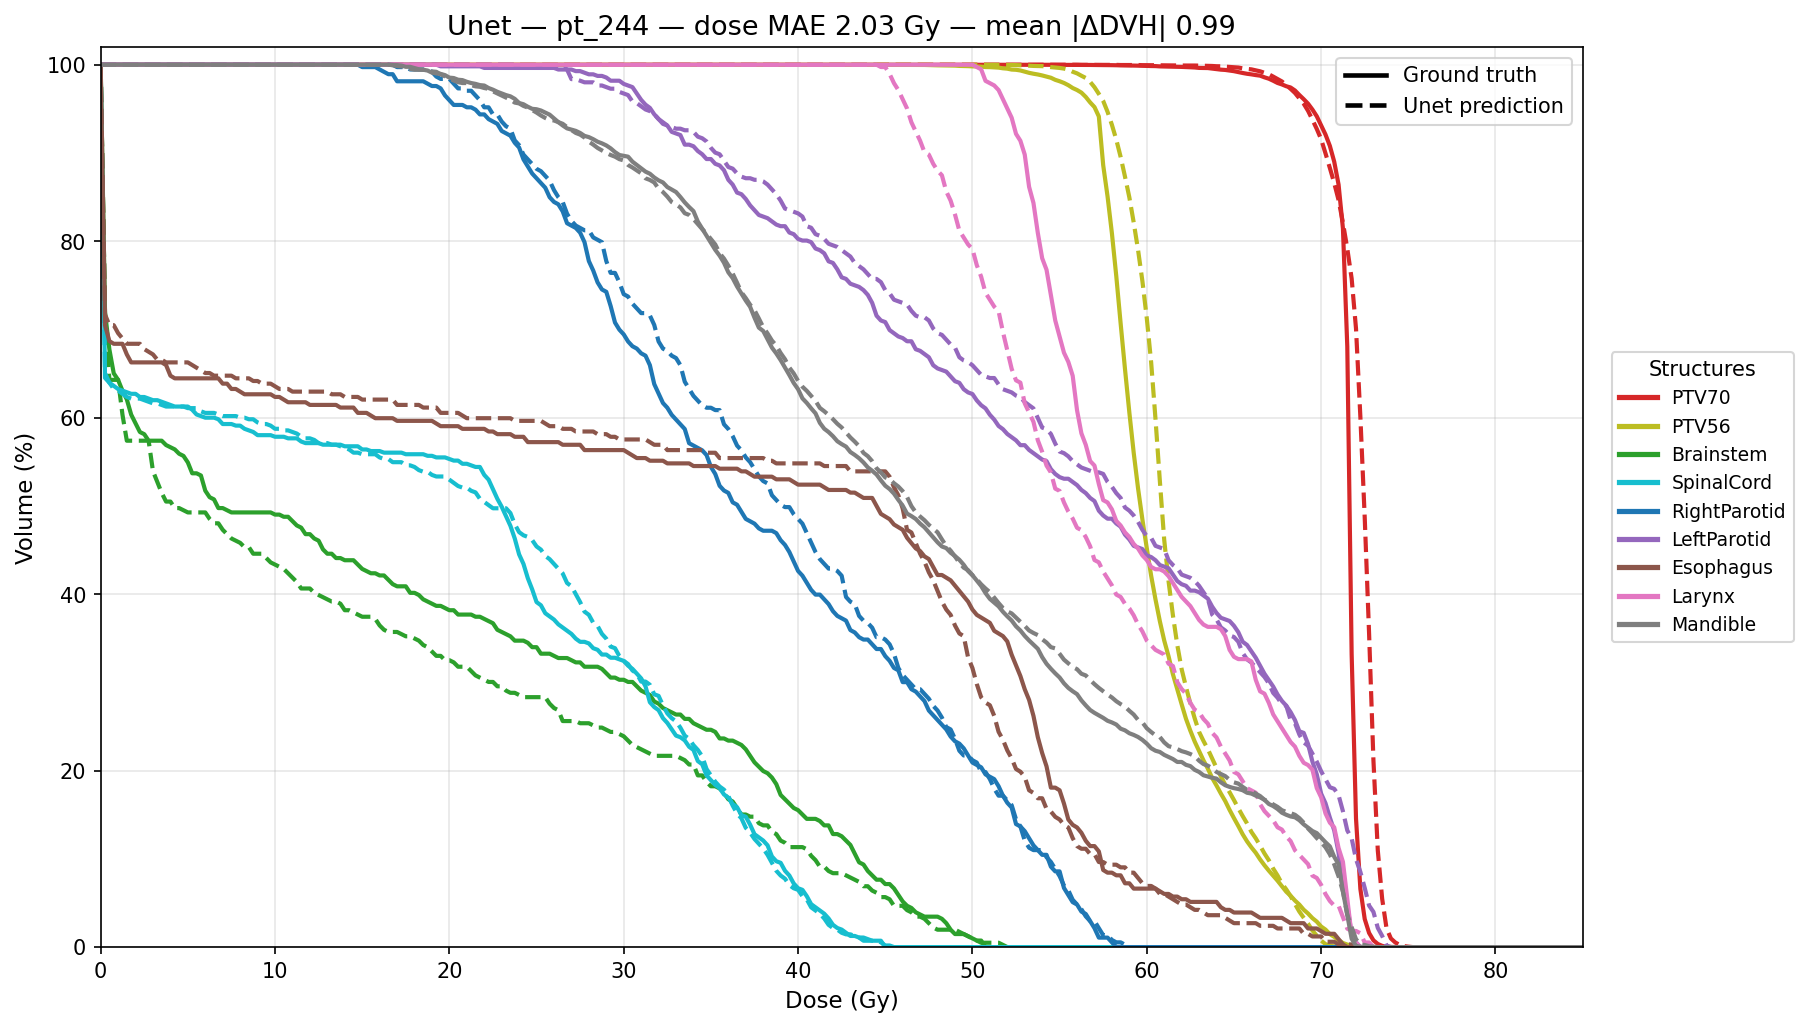 Unet — pt_244 — dose MAE 2.03 Gy — mean |ΔDVH| 0.99
Ground truth
Unet prediction
Volume (%)
100
80
60
40
20
0
0 10 20 30 40 50 60 70 80
Dose (Gy)
Structures
PTV70
PTV56
Brainstem
SpinalCord
RightParotid
LeftParotid
Esophagus
Larynx
Mandible